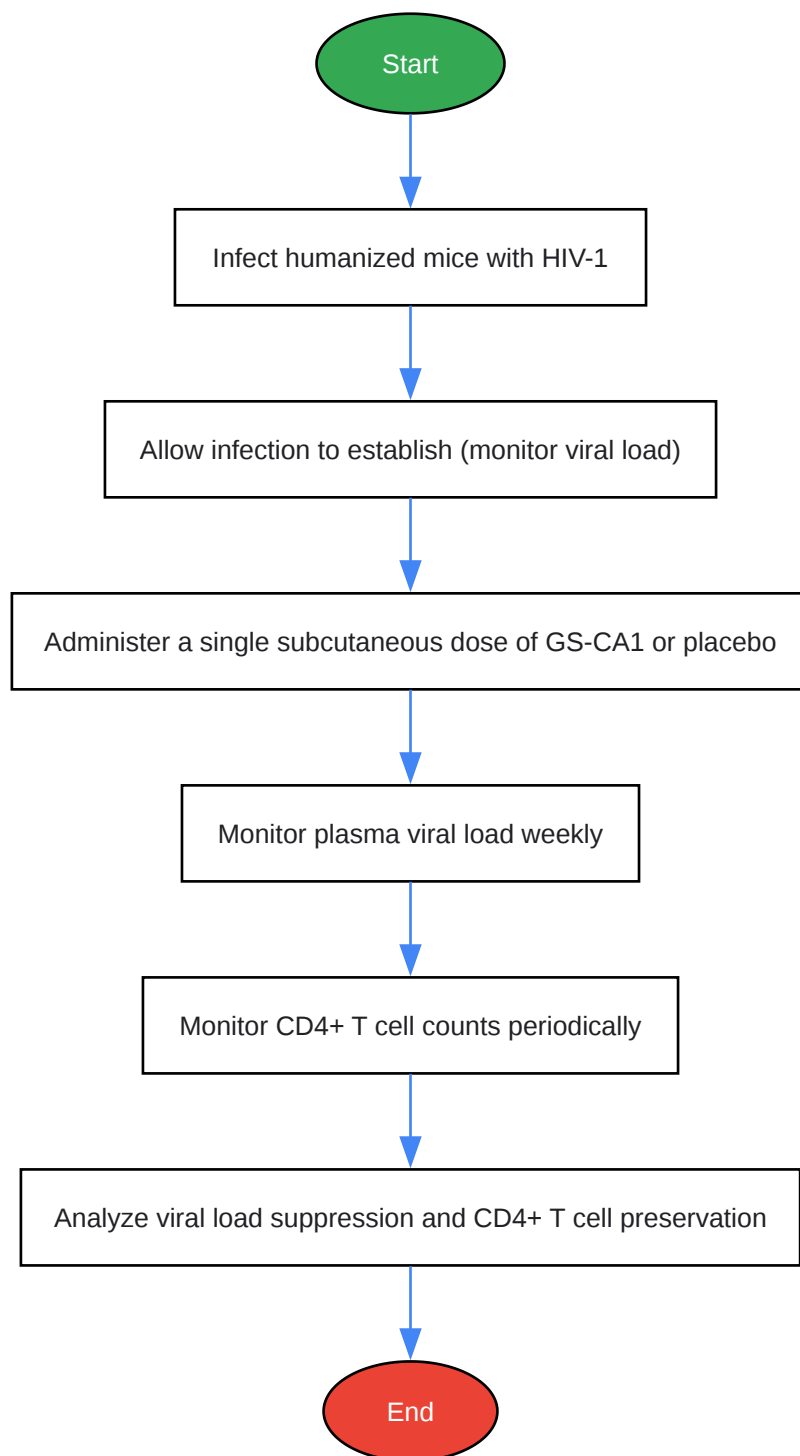 Start
Infect humanized mice with HIV-1
Allow infection to establish (monitor viral load)
Administer a single subcutaneous dose of GS-CA1 or placebo
Monitor plasma viral load weekly
Monitor CD4+ T cell counts periodically
Analyze viral load suppression and CD4+ T cell preservation
End